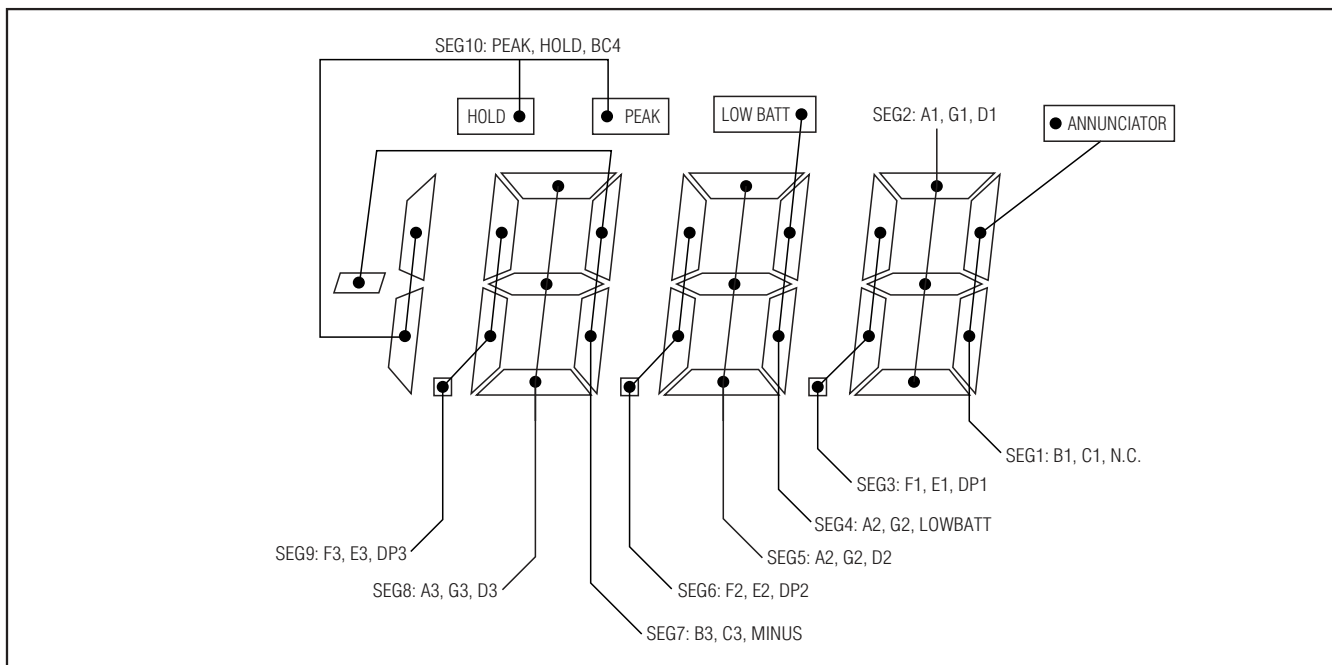 SEG10: PEAK, HOLD, BC4
HOLD
PEAK
LOW BATT
SEG2: A1, G1, D1
ANNUNCIATOR
SEG1: B1, C1, N.C.
SEG3: F1, E1, DP1
SEG4: A2, G2, LOWBATT
SEG9: F3, E3, DP3
SEG5: A2, G2, D2
SEG8: A3, G3, D3
SEG6: F2, E2, DP2
SEG7: B3, C3, MINUS